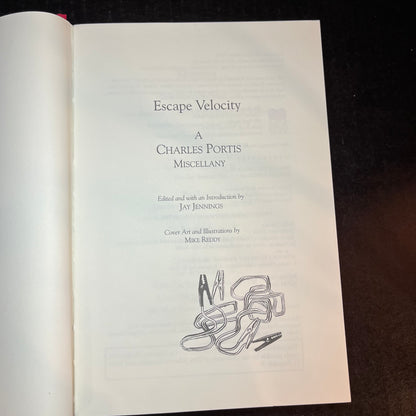 Escape Velocity
A
CHARLES PORTIS
MISCELLANY
Edited and with an Introduction by
JAY JENNINGS
Cover Art and Illustrations by
MIKE REDDY